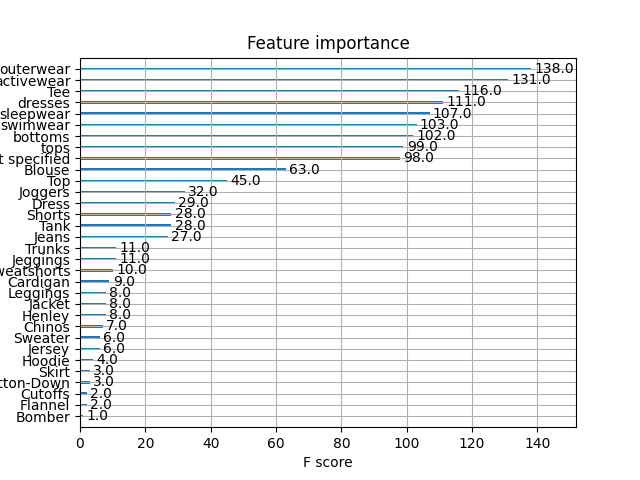 Feature importance
outerwear 138.0
activewear 131.0
Tee 116.0
dresses 111.0
sleepwear 107.0
swimwear 103.0
bottoms 102.0
tops 99.0
t specified 98.0
Blouse 63.0
Top 45.0
Joggers 32.0
Dress 29.0
Shorts 28.0
Tank 28.0
Jeans 27.0
Trunks 11.0
Jeggings 11.0
weatshorts 10.0
Cardigan 9.0
Leggings 8.0
Jacket 8.0
Henley 8.0
Chinos 7.0
Sweater 6.0
Jersey 6.0
Hoodie 4.0
Skirt 3.0
tton-Down 3.0
Cutoffs 2.0
Flannel 2.0
Bomber 1.0
0 20 40 60 80 100 120 140
F score